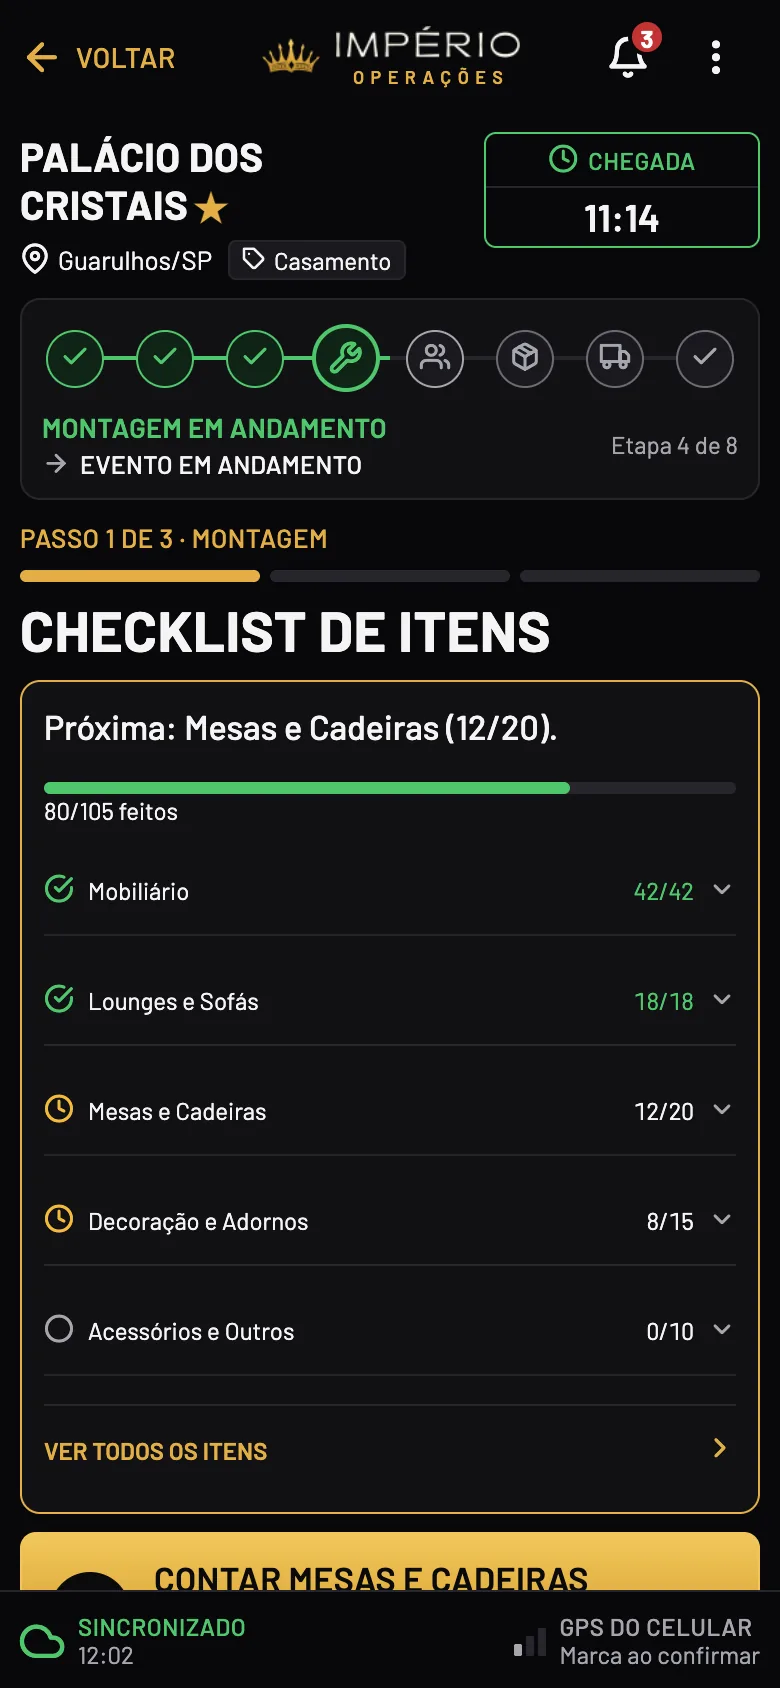 VOLTAR
IMPÉRIO
OPERAÇÕES
3
PALÁCIO DOS
CRISTAIS
Guarulhos/SP
Casamento
CHEGADA
11:14
MONTAGEM EM ANDAMENTO
EVENTO EM ANDAMENTO
Etapa 4 de 8
PASSO 1 DE 3 · MONTAGEM
CHECKLIST DE ITENS
Próxima: Mesas e Cadeiras (12/20).
80/105 feitos
Mobiliário 42/42
Lounges e Sofás 18/18
Mesas e Cadeiras 12/20
Decoração e Adornos 8/15
Acessórios e Outros 0/10
VER TODOS OS ITENS
CONTAR MESAS E CADEIRAS
SINCRONIZADO
12:02
GPS DO CELULAR
Marca ao confirmar